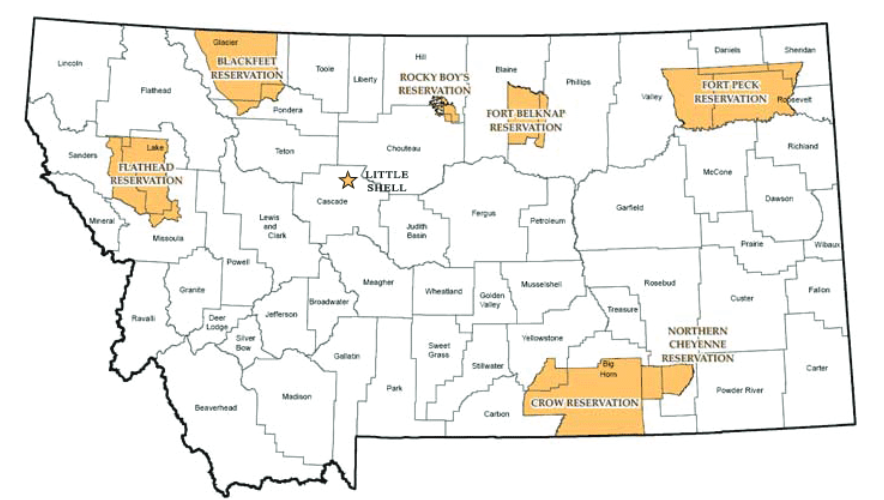 Glacier
BLACKFEET
RESERVATION
Lincoln
Flathead
Toole
Liberty
Hill
ROCKY BOY'S
RESERVATION
Blaine
Phillips
Daniels
Sheridan
Valley
FORT PECK
RESERVATION
Roosevelt
Pondera
FORT BELKNAP
RESERVATION
Sanders
Lake
FLATHEAD
RESERVATION
Teton
Chouteau
Richland
LITTLE
SHELL
Cascade
McCone
Dawson
Mineral
Missoula
Lewis
and
Clark
Powell
Judith
Basin
Fergus
Petroleum
Garfield
Prairie
Wibaux
Granite
Meagher
Wheatland
Golden
Valley
Musselshell
Rosebud
Treasure
Custer
Fallon
Ravalli
Deer
Lodge
Silver
Bow
Jefferson
Broadwater
Gallatin
Sweet
Grass
Stillwater
Yellowstone
NORTHERN
CHEYENNE
RESERVATION
Big
Horn
Beaverhead
Madison
Park
Carbon
CROW RESERVATION
Powder River
Carter